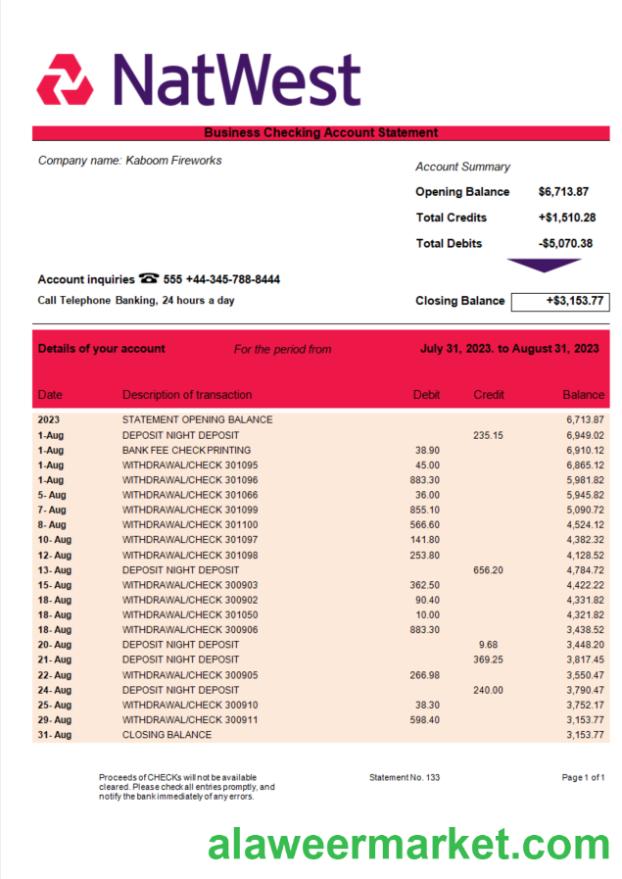 NatWest
Business Checking Account Statement
Company name: Kaboom Fireworks
Account Summary
Opening Balance $6,713.87
Total Credits +$1,510.28
Total Debits -$5,070.38
Account inquiries ☎ 555 +44-345-788-8444
Call Telephone Banking, 24 hours a day
Closing Balance +$3,153.77
Details of your account For the period from July 31, 2023. to August 31, 2023
Date Description of transaction Debit Credit Balance
2023 STATEMENT OPENING BALANCE 6,713.87
1-Aug DEPOSIT NIGHT DEPOSIT 235.15 6,949.02
1-Aug BANK FEE CHECK PRINTING 38.90 6,910.12
1-Aug WITHDRAWAL/CHECK 301095 45.00 6,865.12
1-Aug WITHDRAWAL/CHECK 301096 883.30 5,981.82
5- Aug WITHDRAWAL/CHECK 301066 36.00 5,945.82
7- Aug WITHDRAWAL/CHECK 301099 855.10 5,090.72
8- Aug WITHDRAWAL/CHECK 301100 566.60 4,524.12
10- Aug WITHDRAWAL/CHECK 301097 141.80 4,382.32
12- Aug WITHDRAWAL/CHECK 301098 253.80 4,128.52
13- Aug DEPOSIT NIGHT DEPOSIT 656.20 4,784.72
15- Aug WITHDRAWAL/CHECK 300903 362.50 4,422.22
18- Aug WITHDRAWAL/CHECK 300902 90.40 4,331.82
18- Aug WITHDRAWAL/CHECK 301050 10.00 4,321.82
18- Aug WITHDRAWAL/CHECK 300906 883.30 3,438.52
20- Aug DEPOSIT NIGHT DEPOSIT 9.68 3,448.20
21- Aug DEPOSIT NIGHT DEPOSIT 369.25 3,817.45
22- Aug WITHDRAWAL/CHECK 300905 266.98 3,550.47
24- Aug DEPOSIT NIGHT DEPOSIT 240.00 3,790.47
25- Aug WITHDRAWAL/CHECK 300910 38.30 3,752.17
29- Aug WITHDRAWAL/CHECK 300911 598.40 3,153.77
31- Aug CLOSING BALANCE 3,153.77
Proceeds of CHECKs will not be available
cleared. Please check all entries promptly, and
notify the bank immediately of any errors.
Statement No. 133
Page 1 of 1
alaweermarket.com